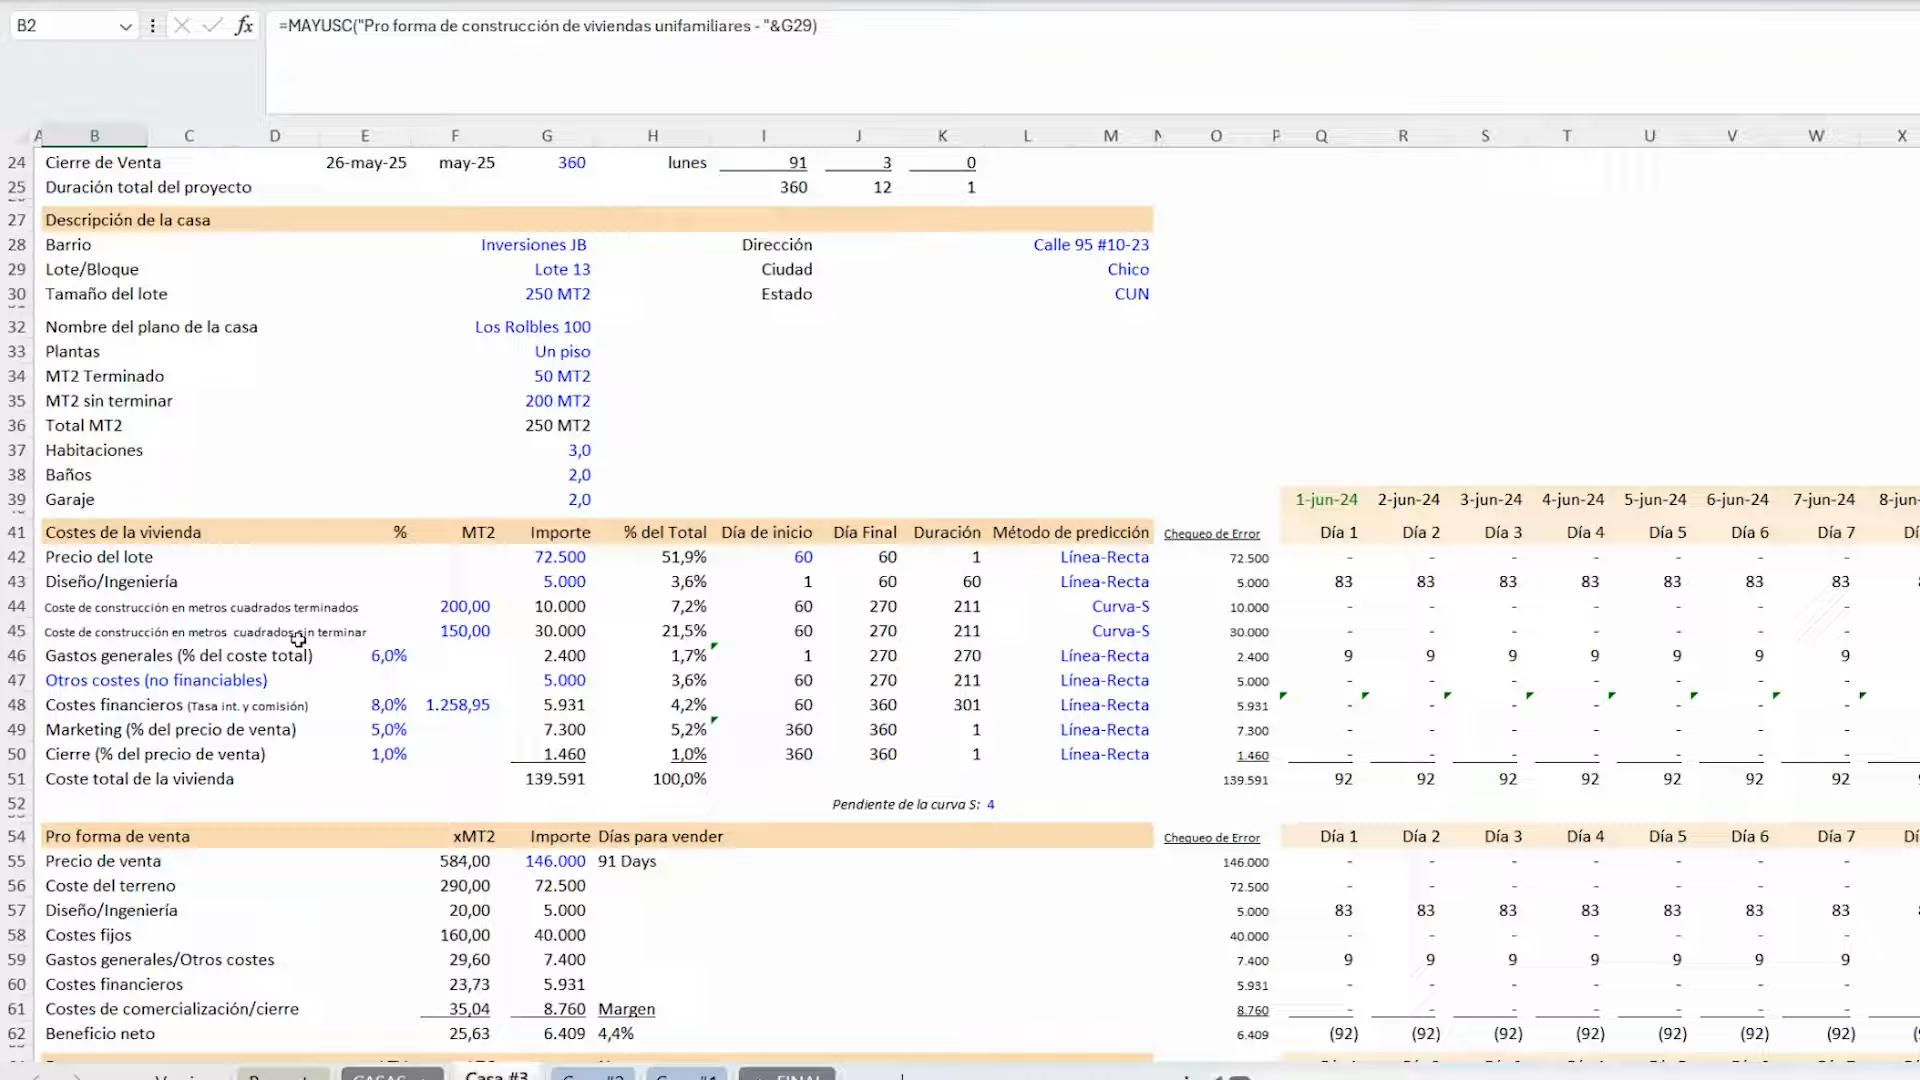 B2 fx =MAYUSC("Pro forma de construcción de viviendas unifamiliares - "&G29)
A B C D E F G H I J K L M N O P Q R S T U V W X
24 Cierre de Venta 26-may-25 may-25 360 lunes 91 3 0
25 Duración total del proyecto 360 12 1
27 Descripción de la casa
28 Barrio Inversiones JB Dirección Calle 95 #10-23
29 Lote/Bloque Lote 13 Ciudad Chico
30 Tamaño del lote 250 MT2 Estado CUN
32 Nombre del plano de la casa Los Rolbles 100
33 Plantas Un piso
34 MT2 Terminado 50 MT2
35 MT2 sin terminar 200 MT2
36 Total MT2 250 MT2
37 Habitaciones 3,0
38 Baños 2,0
39 Garaje 2,0 1-jun-24 2-jun-24 3-jun-24 4-jun-24 5-jun-24 6-jun-24 7-jun-24 8-jun-
41 Costes de la vivienda % MT2 Importe % del Total Día de inicio Día Final Duración Método de predicción Chequeo de Error Día 1 Día 2 Día 3 Día 4 Día 5 Día 6 Día 7
42 Precio del lote 72.500 51,9% 60 60 1 Línea-Recta 72.500 - - - - - - -
43 Diseño/Ingeniería 5.000 3,6% 1 60 60 Línea-Recta 5.000 83 83 83 83 83 83 83
44 Coste de construcción en metros cuadrados terminados 200,00 10.000 7,2% 60 270 211 Curva-S 10.000 - - - - - - -
45 Coste de construcción en metros cuadrados sin terminar 150,00 30.000 21,5% 60 270 211 Curva-S 30.000 - - - - - - -
46 Gastos generales (% del coste total) 6,0% 2.400 1,7% 1 270 270 Línea-Recta 2.400 9 9 9 9 9 9 9
47 Otros costes (no financiables) 5.000 3,6% 60 270 211 Línea-Recta 5.000 - - - - - - -
48 Costes financieros (Tasa int. y comisión) 8,0% 1.258,95 5.931 4,2% 60 360 301 Línea-Recta 5.931 - - - - - - -
49 Marketing (% del precio de venta) 5,0% 7.300 5,2% 360 360 1 Línea-Recta 7.300 - - - - - - -
50 Cierre (% del precio de venta) 1,0% 1.460 1,0% 360 360 1 Línea-Recta 1.460 - - - - - - -
51 Coste total de la vivienda 139.591 100,0% 139.591 92 92 92 92 92 92 92
52 Pendiente de la curva S: 4
54 Pro forma de venta xMT2 Importe Días para vender Chequeo de Error Día 1 Día 2 Día 3 Día 4 Día 5 Día 6 Día 7
55 Precio de venta 584,00 146.000 91 Days 146.000 - - - - - - -
56 Coste del terreno 290,00 72.500 72.500 - - - - - - -
57 Diseño/Ingeniería 20,00 5.000 5.000 83 83 83 83 83 83 83
58 Costes fijos 160,00 40.000 40.000 - - - - - - -
59 Gastos generales/Otros costes 29,60 7.400 7.400 9 9 9 9 9 9 9
60 Costes financieros 23,73 5.931 5.931 - - - - - - -
61 Costes de comercialización/cierre 35,04 8.760 Margen 8.760 - - - - - - -
62 Beneficio neto 25,63 6.409 4,4% 6.409 (92) (92) (92) (92) (92) (92) (92)
Casa #3